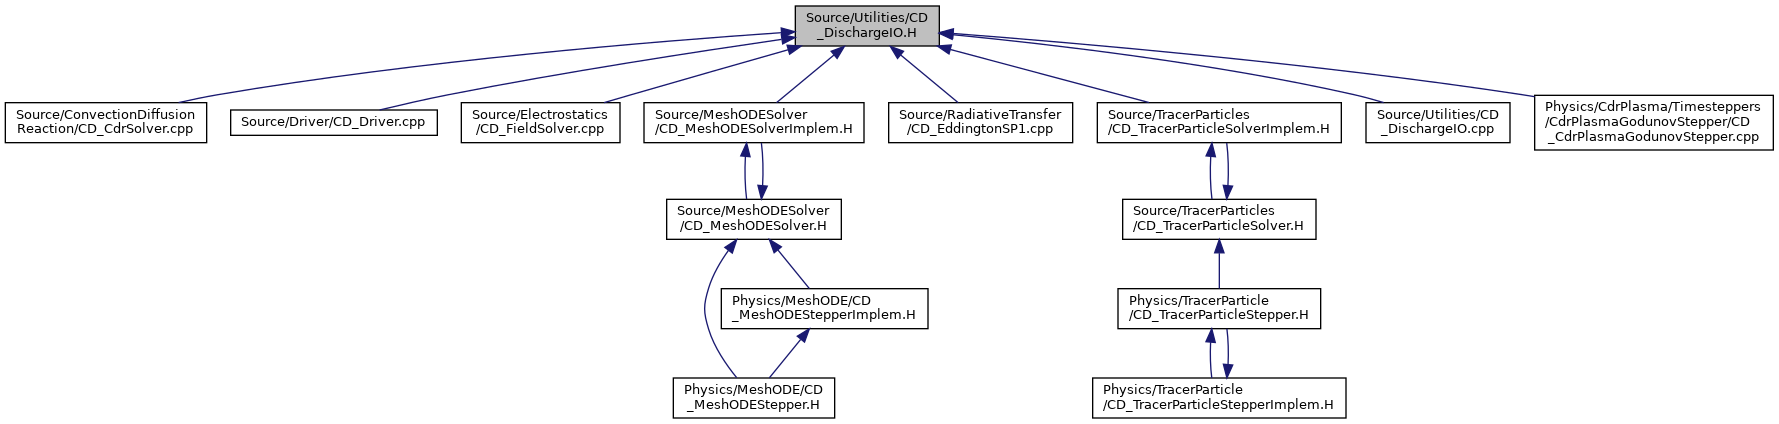 Source/Utilities/CD
_DischargeIO.H
Source/ConvectionDiffusion
Reaction/CD_CdrSolver.cpp
Source/Driver/CD_Driver.cpp
Source/Electrostatics
/CD_FieldSolver.cpp
Source/MeshODESolver
/CD_MeshODESolverImplem.H
Source/RadiativeTransfer
/CD_EddingtonSP1.cpp
Source/TracerParticles
/CD_TracerParticleSolverImplem.H
Source/Utilities/CD
_DischargeIO.cpp
Physics/CdrPlasma/Timesteppers
/CdrPlasmaGodunovStepper/CD
_CdrPlasmaGodunovStepper.cpp
Source/MeshODESolver
/CD_MeshODESolver.H
Source/TracerParticles
/CD_TracerParticleSolver.H
Physics/MeshODE/CD
_MeshODEStepperImplem.H
Physics/TracerParticle
/CD_TracerParticleStepper.H
Physics/MeshODE/CD
_MeshODEStepper.H
Physics/TracerParticle
/CD_TracerParticleStepperImplem.H